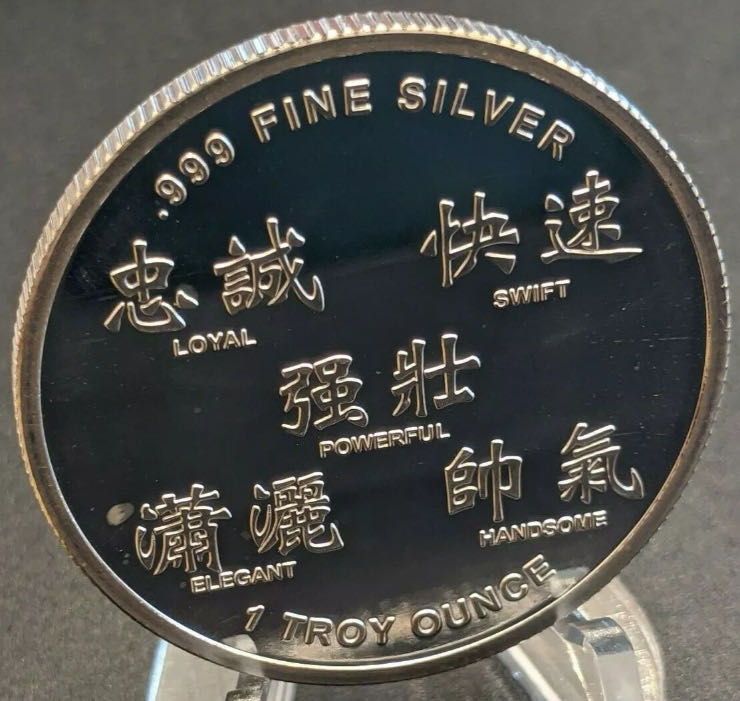 .999 FINE SILVER
忠誠 快速
LOYAL SWIFT
强壯
POWERFUL
瀟灑 帥氣
ELEGANT HANDSOME
1 TROY OUNCE